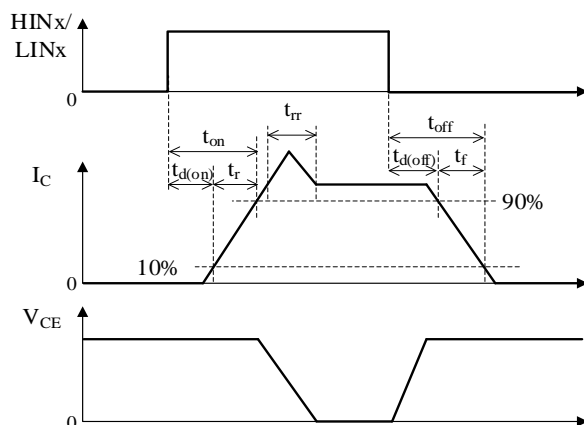 HINx/
LINx
0
trr
ton
toff
td(on)
tr
td(off)
tf
IC
90%
10%
0
VCE
0